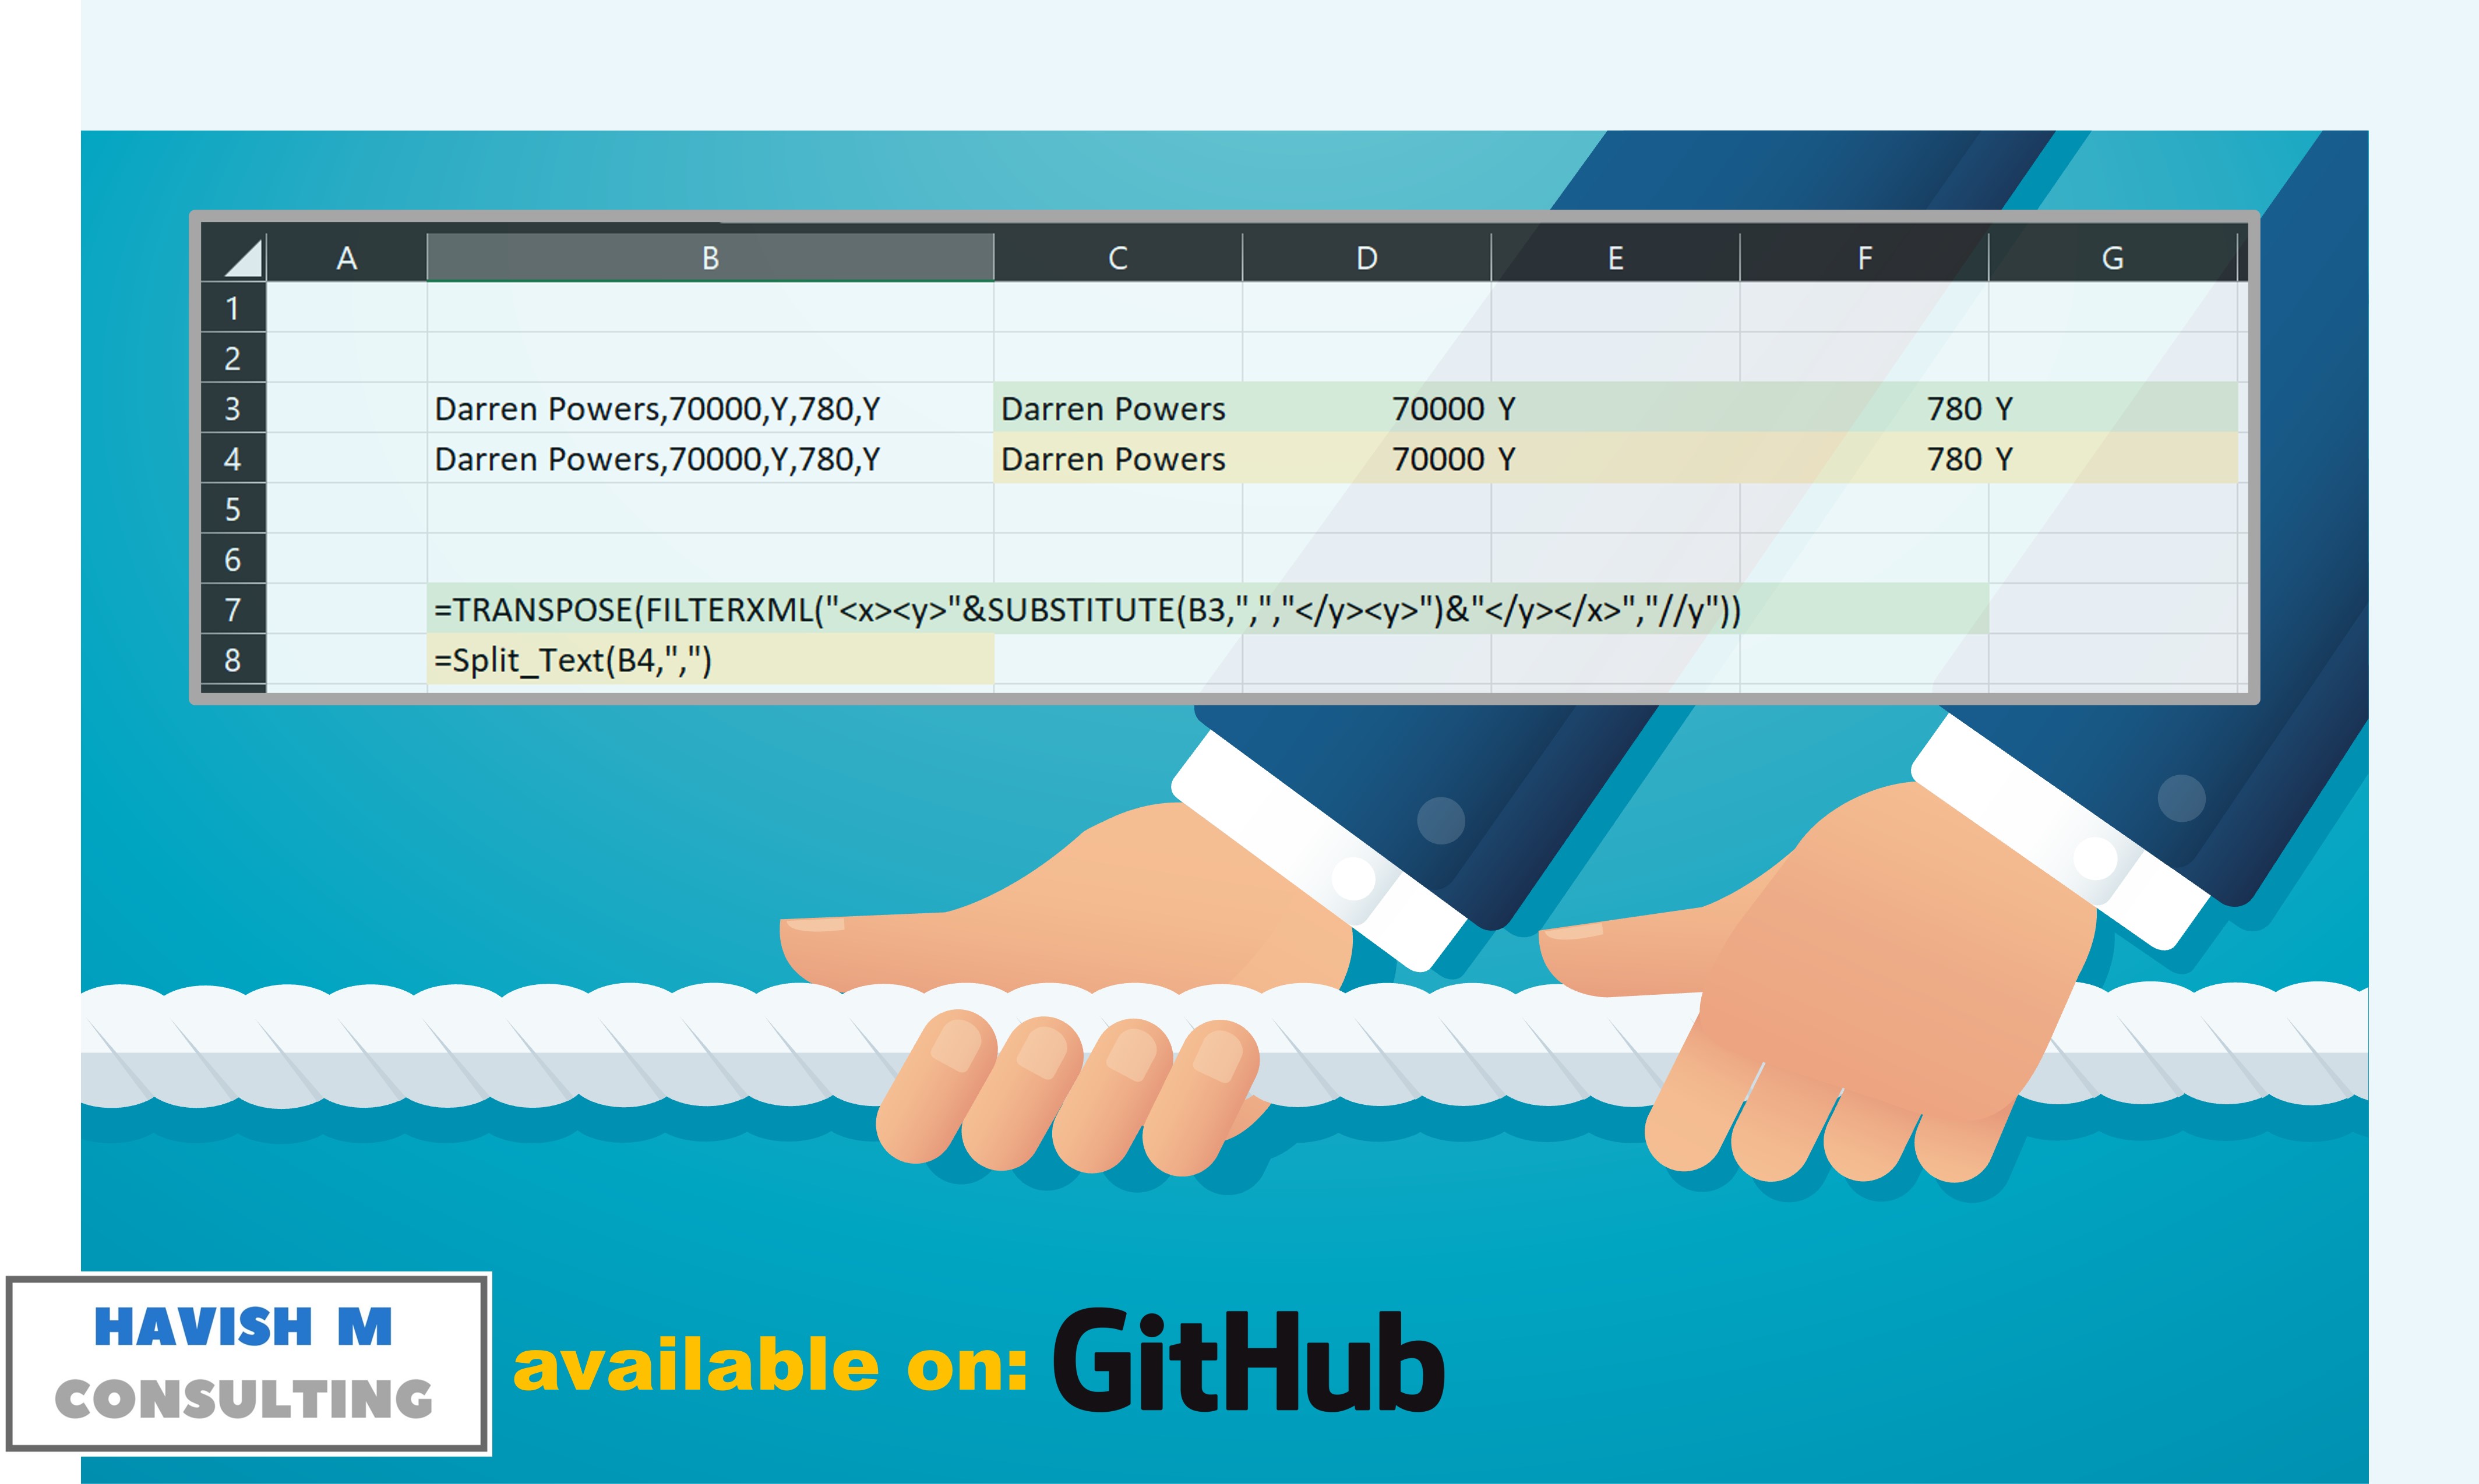 A B C D E F G
1
2
3 Darren Powers,70000,Y,780,Y Darren Powers 70000 Y 780 Y
4 Darren Powers,70000,Y,780,Y Darren Powers 70000 Y 780 Y
5
6
7 =TRANSPOSE(FILTERXML("<x><y>"&SUBSTITUTE(B3,",","</y><y>")&"</y></x>","//y"))
8 =Split_Text(B4,",")
HAVISH M
CONSULTING
available on: GitHub